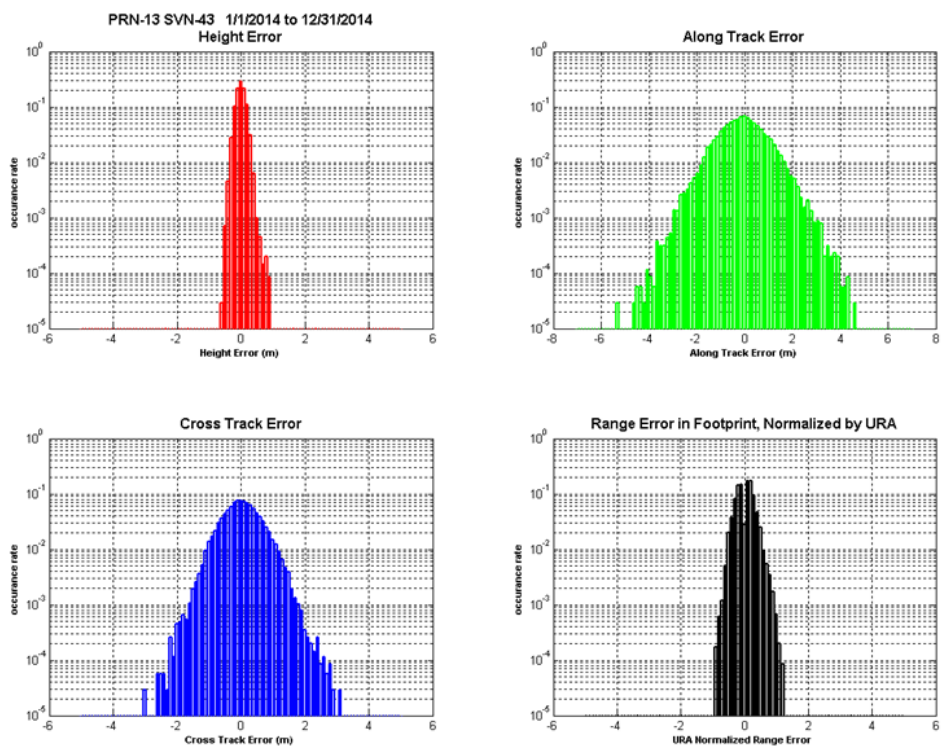 PRN-13 SVN-43 1/1/2014 to 12/31/2014
Height Error
10^0
10^-1
10^-2
10^-3
10^-4
10^-5
occurance rate
-6 -4 -2 0 2 4 6
Height Error (m)
Along Track Error
10^0
10^-1
10^-2
10^-3
10^-4
10^-5
occurance rate
-8 -6 -4 -2 0 2 4 6 8
Along Track Error (m)
Cross Track Error
10^0
10^-1
10^-2
10^-3
10^-4
10^-5
occurance rate
-6 -4 -2 0 2 4 6
Cross Track Error (m)
Range Error in Footprint, Normalized by URA
10^0
10^-1
10^-2
10^-3
10^-4
10^-5
occurance rate
-6 -4 -2 0 2 4 6
URA Normalized Range Error